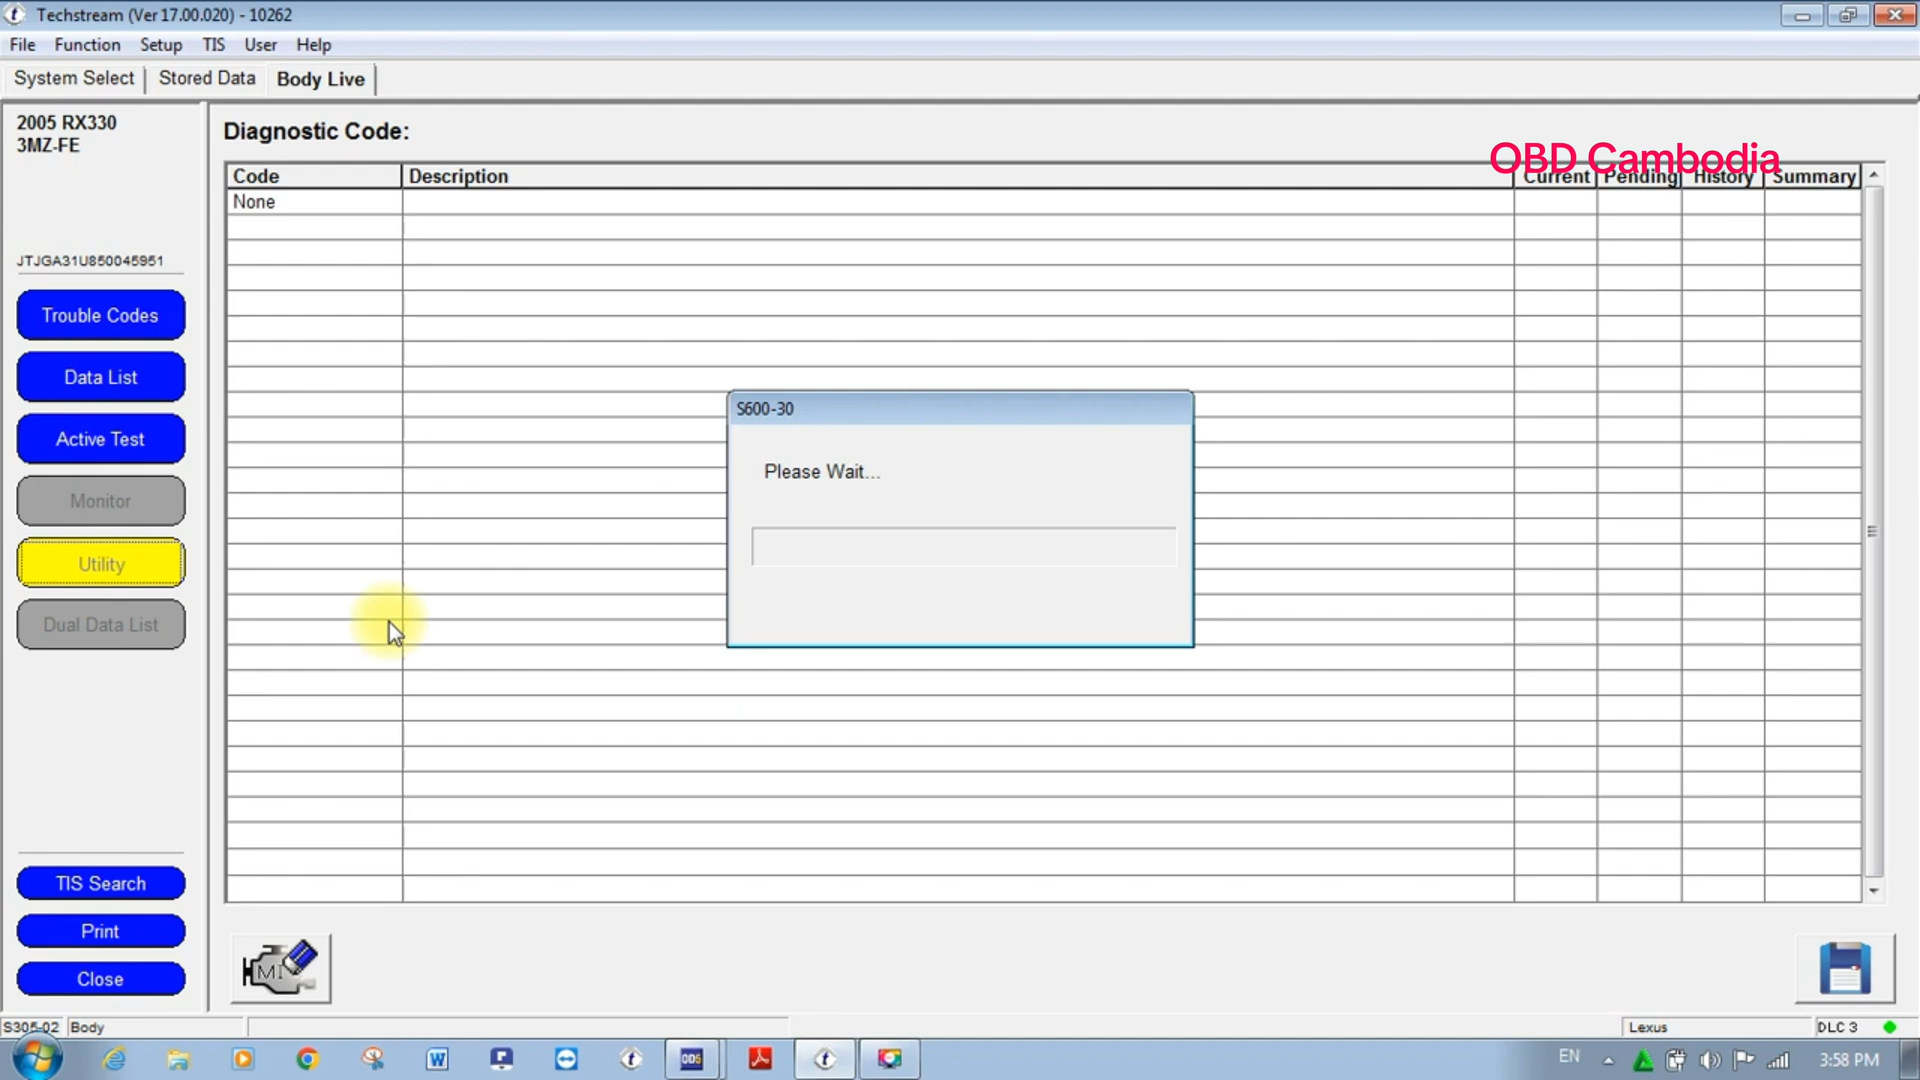 Techstream (Ver 17.00.020) - 10262
File Function Setup TIS User Help
System Select Stored Data Body Live
2005 RX330
3MZ-FE
JTJGA31U850045951
Trouble Codes
Data List
Active Test
Monitor
Utility
Dual Data List
TIS Search
Print
Close
Diagnostic Code:
OBD Cambodia
Code Description Current Pending History Summary
None
S600-30
Please Wait...
MI
S305-02 Body Lexus DLC 3
W ODS EN 3:58 PM